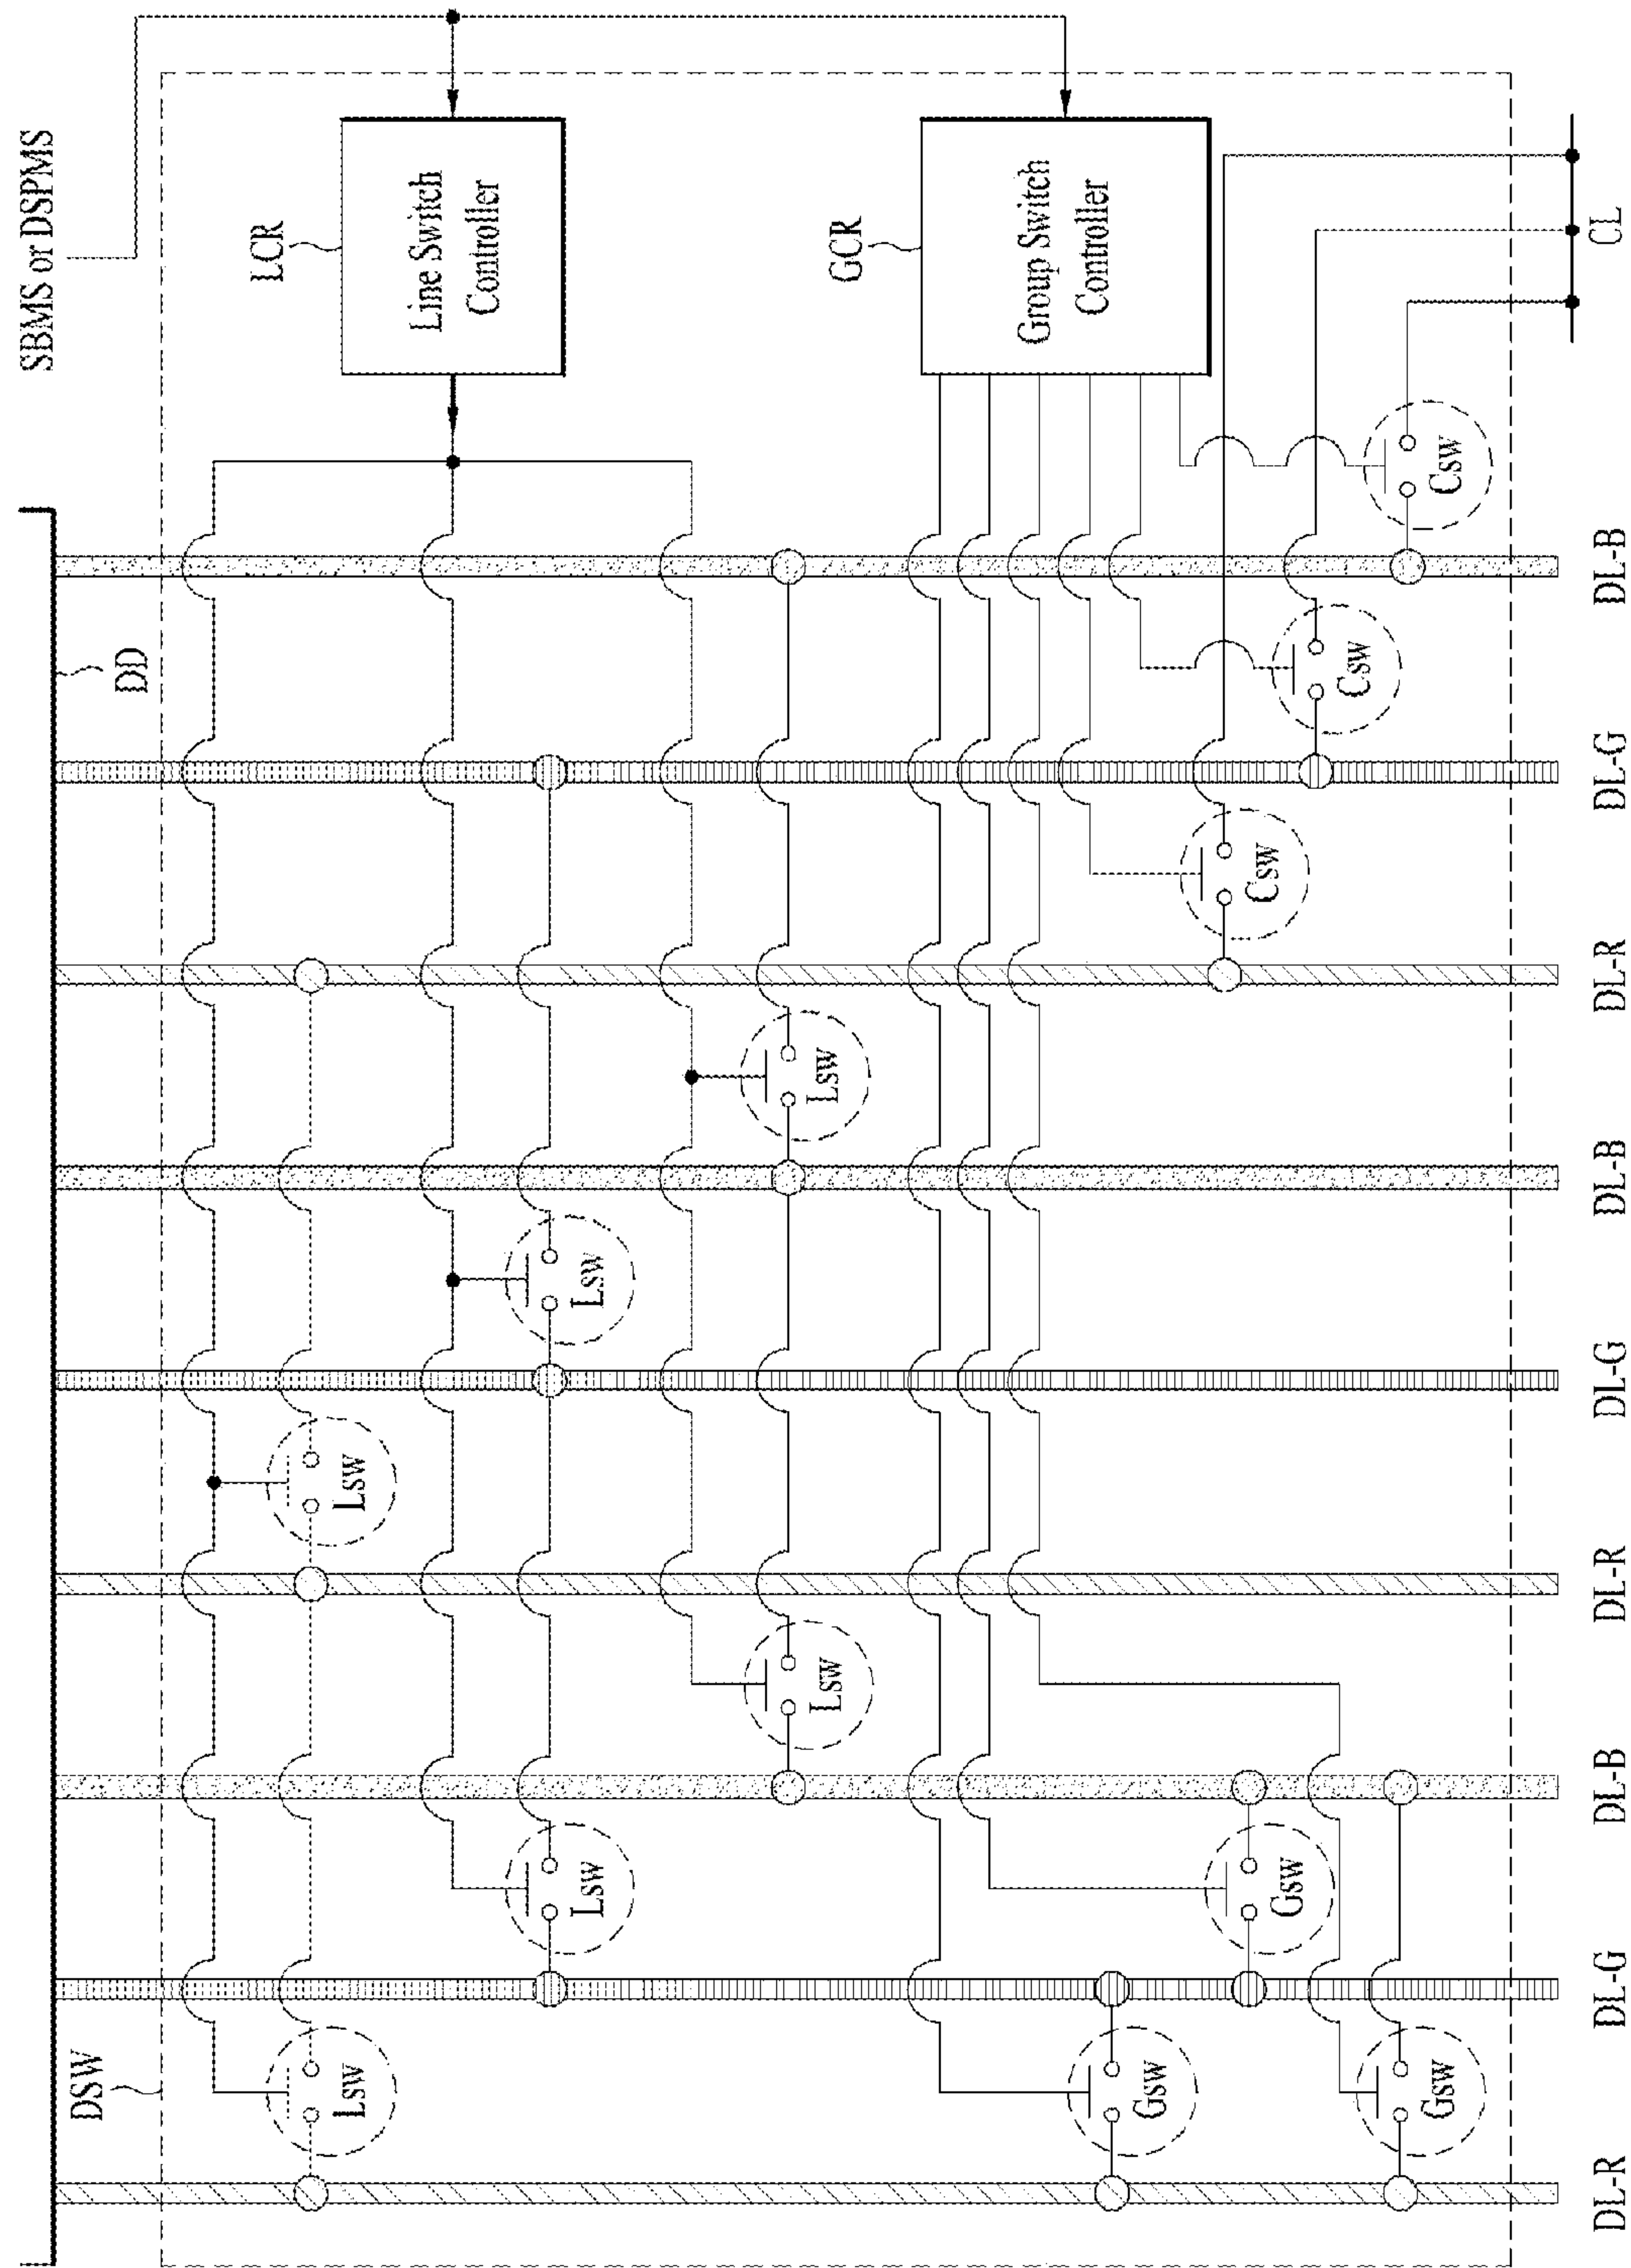 SBMS or DSPMS
DD
DSW
LCR
Line Switch
Controller
GCR
Group Switch
Controller
Lsw
Lsw
Lsw
Lsw
Lsw
Lsw
Gsw
Gsw
Gsw
Csw
Csw
Csw
CL
DL-R
DL-G
DL-B
DL-R
DL-G
DL-B
DL-R
DL-G
DL-B